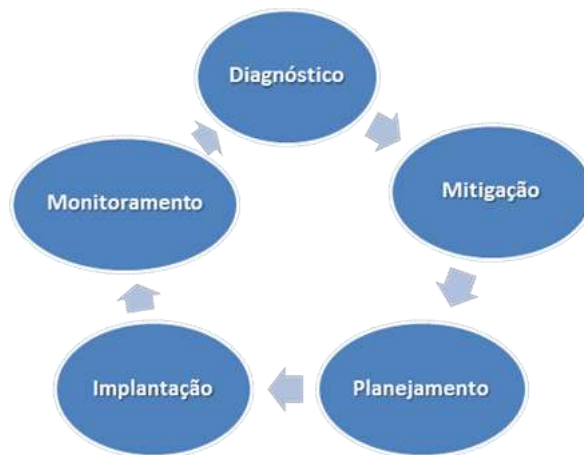 Diagnóstico
Mitigação
Planejamento
Implantação
Monitoramento